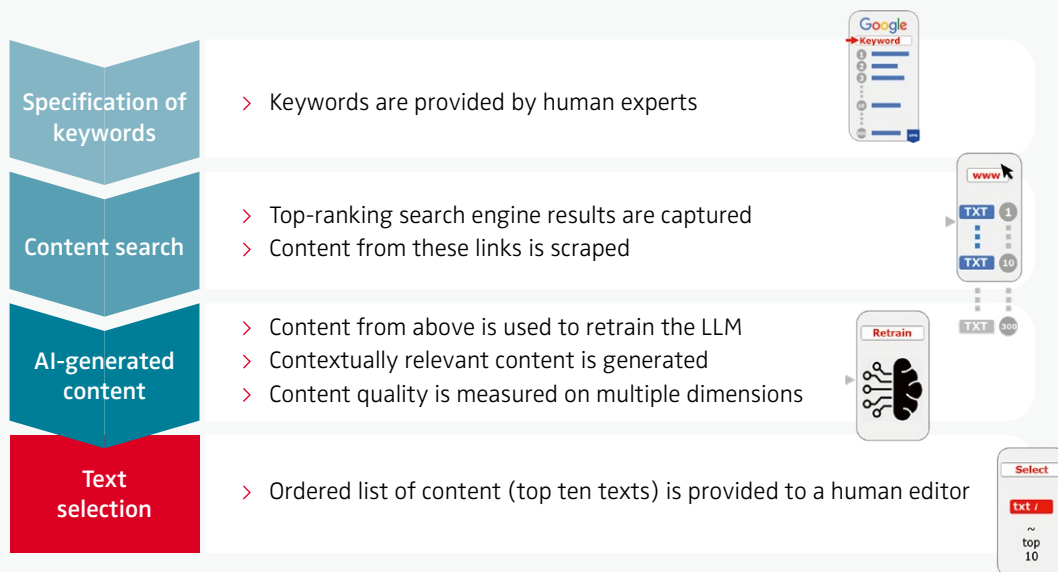 Google
Keyword
1
2
3
Specification of
keywords
> Keywords are provided by human experts
www
TXT 1
TXT 10
TXT 300
Content search
> Top-ranking search engine results are captured
> Content from these links is scraped
AI-generated
content
> Content from above is used to retrain the LLM
> Contextually relevant content is generated
> Content quality is measured on multiple dimensions
Retrain
Text
selection
> Ordered list of content (top ten texts) is provided to a human editor
Select
txt i
~
top
10